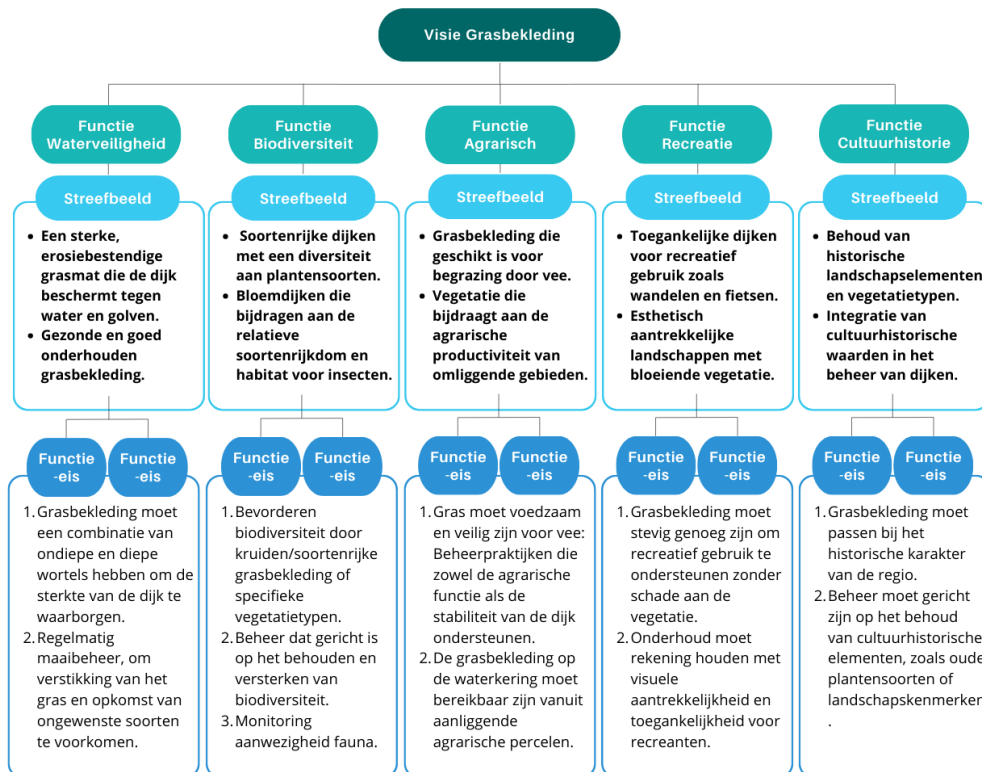 Visie Grasbekleding
Functie
Waterveiligheid
Streefbeeld
• Een sterke,
erosiebestendige
grasmat die de dijk
beschermt tegen
water en golven.
• Gezonde en goed
onderhouden
grasbekleding.
Functie
-eis
Functie
-eis
1. Grasbekleding moet
een combinatie van
ondiepe en diepe
wortels hebben om de
sterkte van de dijk te
waarborgen.
2. Regelmatig
maaibeheer, om
verstikking van het
gras en opkomst van
ongewenste soorten
te voorkomen.
Functie
Biodiversiteit
Streefbeeld
• Soortenrijke dijken
met een diversiteit
aan plantensoorten.
• Bloemdijken die
bijdragen aan de
relatieve
soortenrijkdom en
habitat voor insecten.
Functie
-eis
Functie
-eis
1. Bevorderen
biodiversiteit door
kruiden/soortenrijke
grasbekleding of
specifieke
vegetatietypen.
2. Beheer dat gericht is
op het behouden en
versterken van
biodiversiteit.
3. Monitoring
aanwezigheid fauna.
Functie
Agrarisch
Streefbeeld
• Grasbekleding die
geschikt is voor
begrazing door vee.
• Vegetatie die
bijdraagt aan de
agrarische
productiviteit van
omliggende gebieden.
Functie
-eis
Functie
-eis
1. Gras moet voedzaam
en veilig zijn voor vee:
Beheerpraktijken die
zowel de agrarische
functie als de
stabiliteit van de dijk
ondersteunen.
2. De grasbekleding op
de waterkering moet
bereikbaar zijn vanuit
aanliggende
agrarische percelen.
Functie
Recreatie
Streefbeeld
• Toegankelijke dijken
voor recreatief
gebruik zoals
wandelen en fietsen.
• Esthetisch
aantrekkelijke
landschappen met
bloeiende vegetatie.
Functie
-eis
Functie
-eis
1. Grasbekleding moet
stevig genoeg zijn om
recreatief gebruik te
ondersteunen zonder
schade aan de
vegetatie.
2. Onderhoud moet
rekening houden met
visuele
aantrekkelijkheid en
toegankelijkheid voor
recreanten.
Functie
Cultuurhistorie
Streefbeeld
• Behoud van
historische
landschapselementen
en vegetatietypen.
• Integratie van
cultuurhistorische
waarden in het
beheer van dijken.
Functie
-eis
Functie
-eis
1. Grasbekleding moet
passen bij het
historische karakter
van de regio.
2. Beheer moet gericht
zijn op het behoud
van cultuurhistorische
elementen, zoals oude
plantensoorten of
landschapskenmerken
.